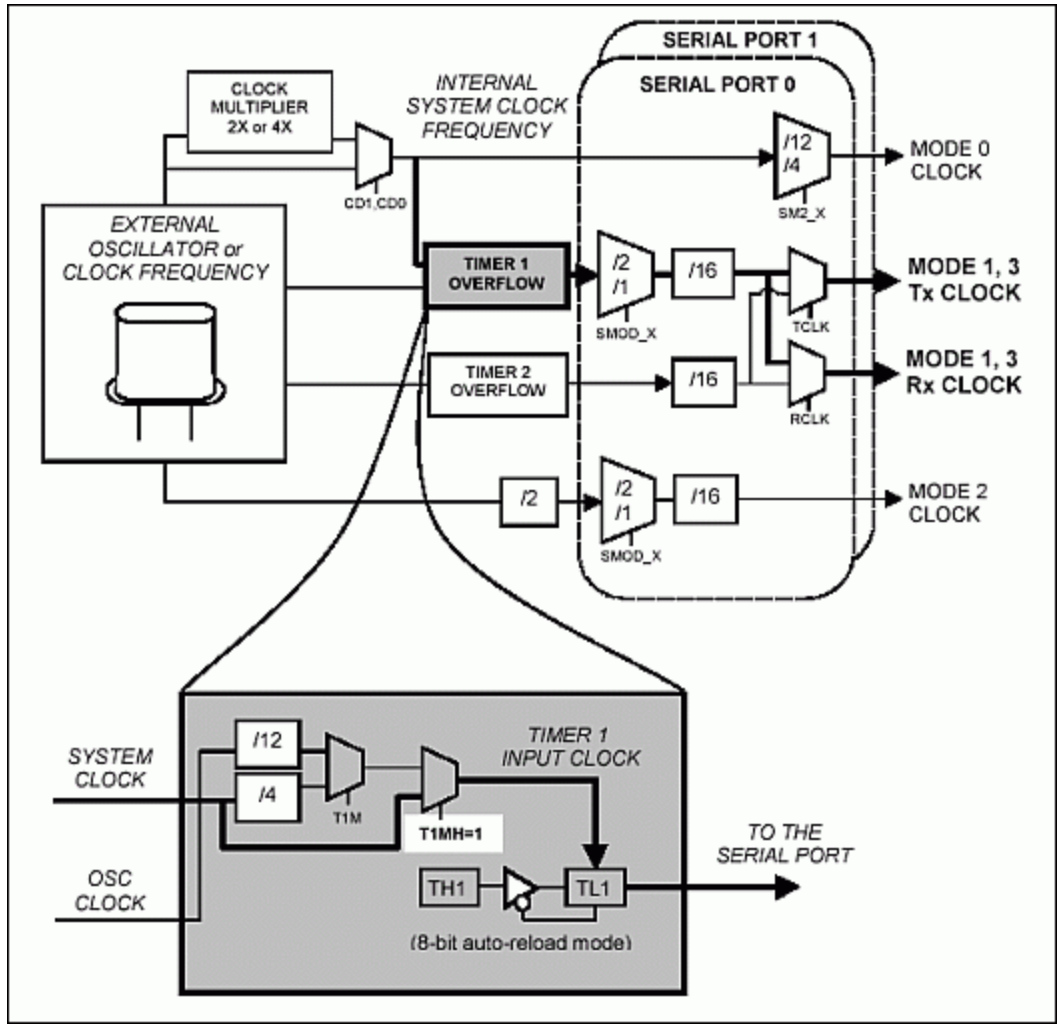 SERIAL PORT 1
SERIAL PORT 0
CLOCK
MULTIPLIER
2X or 4X
INTERNAL
SYSTEM CLOCK
FREQUENCY
CD1,CD0
/12
/4
SM2_X
MODE 0
CLOCK
EXTERNAL
OSCILLATOR or
CLOCK FREQUENCY
TIMER 1
OVERFLOW
/2
/1
SMOD_X
/16
TCLK
MODE 1, 3
Tx CLOCK
TIMER 2
OVERFLOW
/16
RCLK
MODE 1, 3
Rx CLOCK
/2
/2
/1
SMOD_X
/16
MODE 2
CLOCK
SYSTEM
CLOCK
/12
/4
T1M
T1MH=1
TIMER 1
INPUT CLOCK
OSC
CLOCK
TH1
TL1
(8-bit auto-reload mode)
TO THE
SERIAL PORT